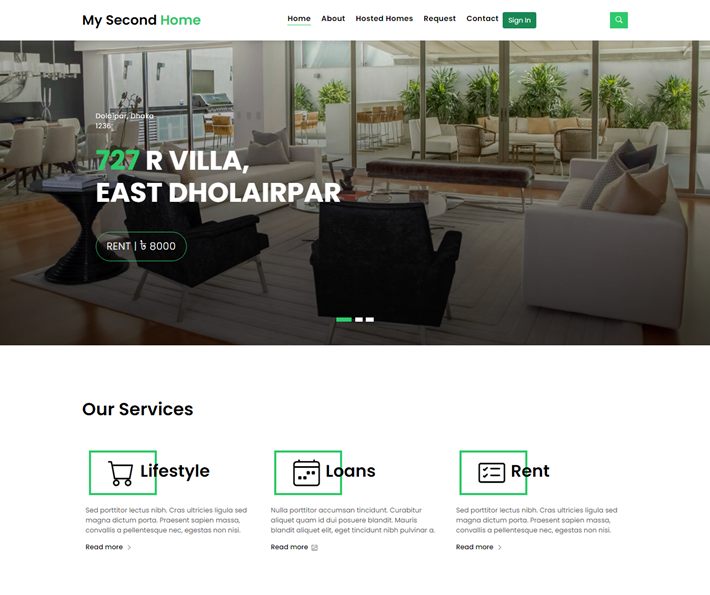 My Second Home
Home About Hosted Homes Request Contact Sign In
Doloipar, Dhaka
1236
727 R VILLA,
EAST DHOLAIRPAR
RENT | ৳ 8000
Our Services
Lifestyle
Sed porttitor lectus nibh. Cras ultricies ligula sed
magna dictum porta. Praesent sapien massa,
convallis a pellentesque nec, egestas non nisi.
Read more
Loans
Nulla porttitor accumsan tincidunt. Curabitur
aliquet quam id dui posuere blandit. Mauris
blandit aliquet elit, eget tincidunt nibh pulvinar a.
Read more
Rent
Sed porttitor lectus nibh. Cras ultricies ligula sed
magna dictum porta. Praesent sapien massa,
convallis a pellentesque nec, egestas non nisi.
Read more